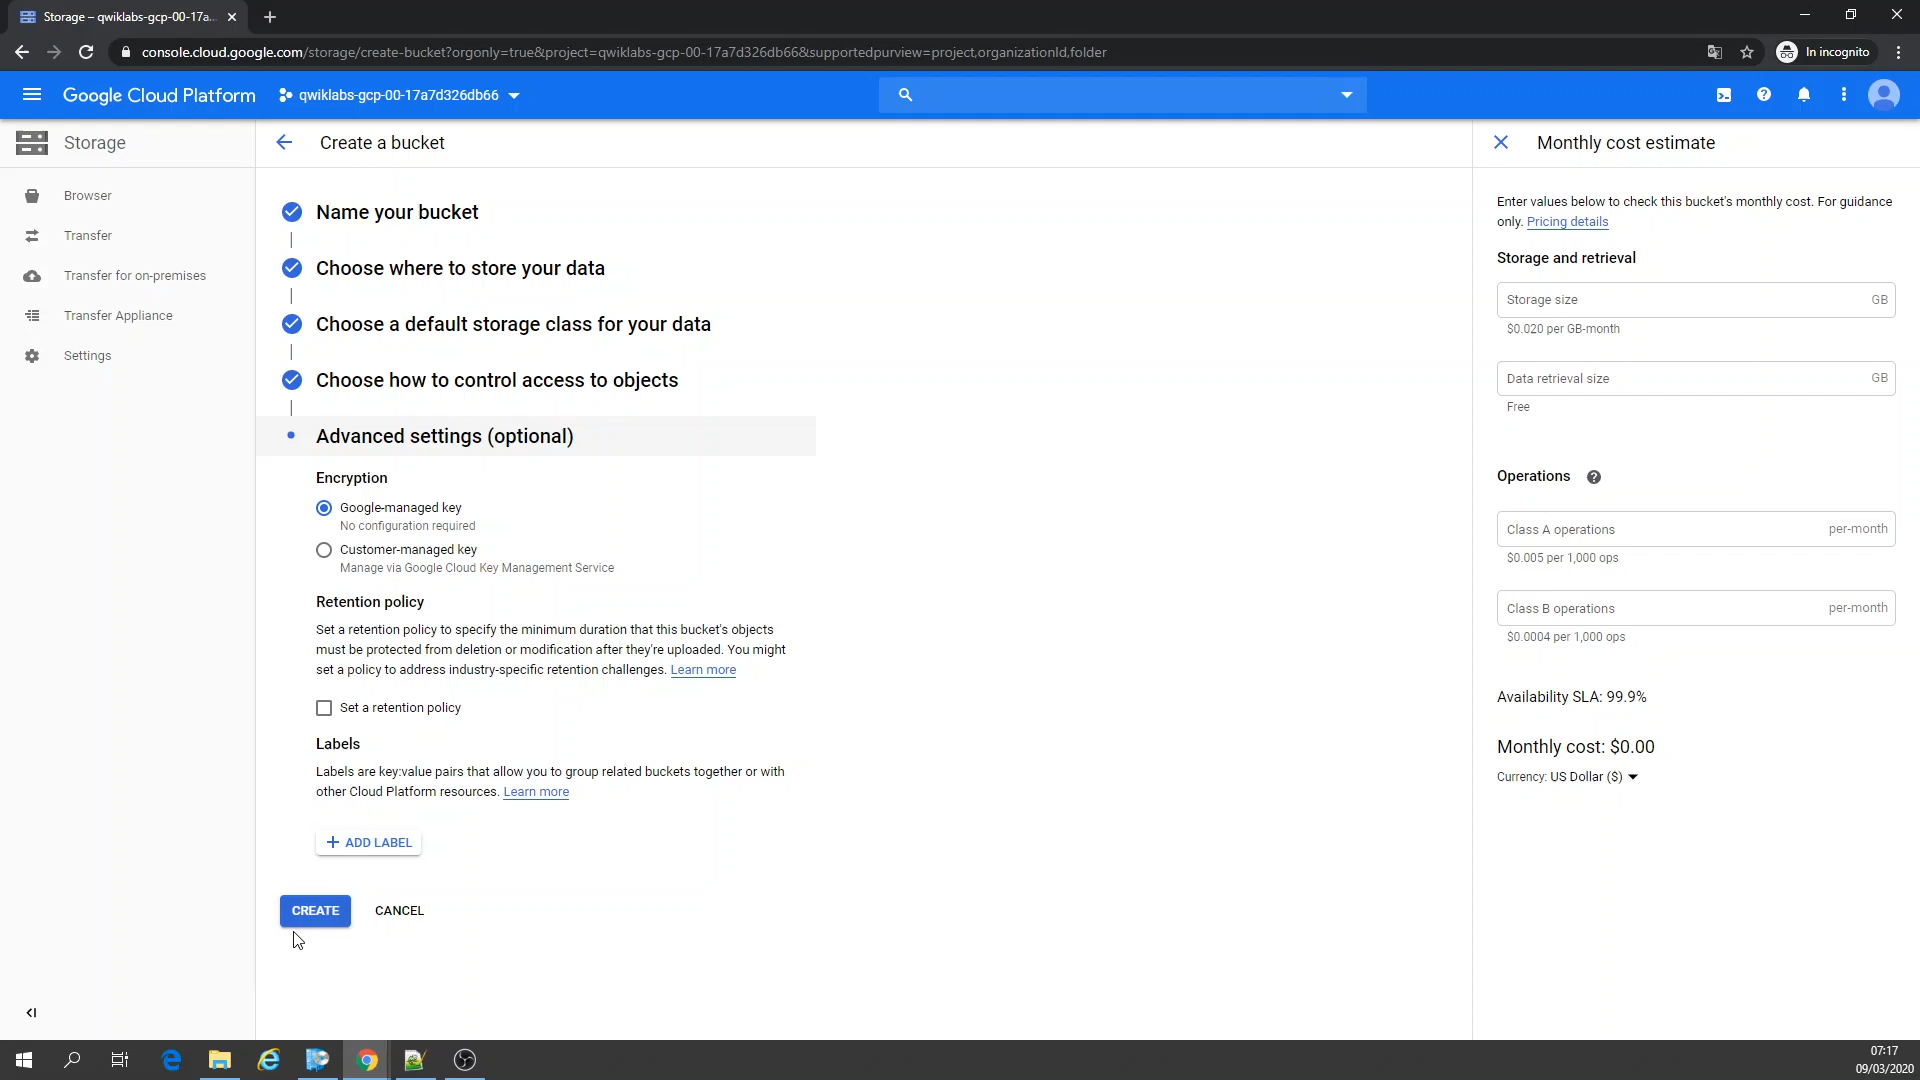 Storage – qwiklabs-gcp-00-17a...
console.cloud.google.com/storage/create-bucket?orgonly=true&project=qwiklabs-gcp-00-17a7d326db66&supportedpurview=project,organizationId,folder
In incognito
Google Cloud Platform
qwiklabs-gcp-00-17a7d326db66
Storage
Create a bucket
Monthly cost estimate
Browser
Transfer
Transfer for on-premises
Transfer Appliance
Settings
Name your bucket
Choose where to store your data
Choose a default storage class for your data
Choose how to control access to objects
Advanced settings (optional)
Encryption
Google-managed key
No configuration required
Customer-managed key
Manage via Google Cloud Key Management Service
Retention policy
Set a retention policy to specify the minimum duration that this bucket's objects
must be protected from deletion or modification after they're uploaded. You might
set a policy to address industry-specific retention challenges. Learn more
Set a retention policy
Labels
Labels are key:value pairs that allow you to group related buckets together or with
other Cloud Platform resources. Learn more
ADD LABEL
CREATE
CANCEL
Enter values below to check this bucket's monthly cost. For guidance
only. Pricing details
Storage and retrieval
Storage size GB
$0.020 per GB-month
Data retrieval size GB
Free
Operations
Class A operations per-month
$0.005 per 1,000 ops
Class B operations per-month
$0.0004 per 1,000 ops
Availability SLA: 99.9%
Monthly cost: $0.00
Currency: US Dollar ($)
07:17
09/03/2020